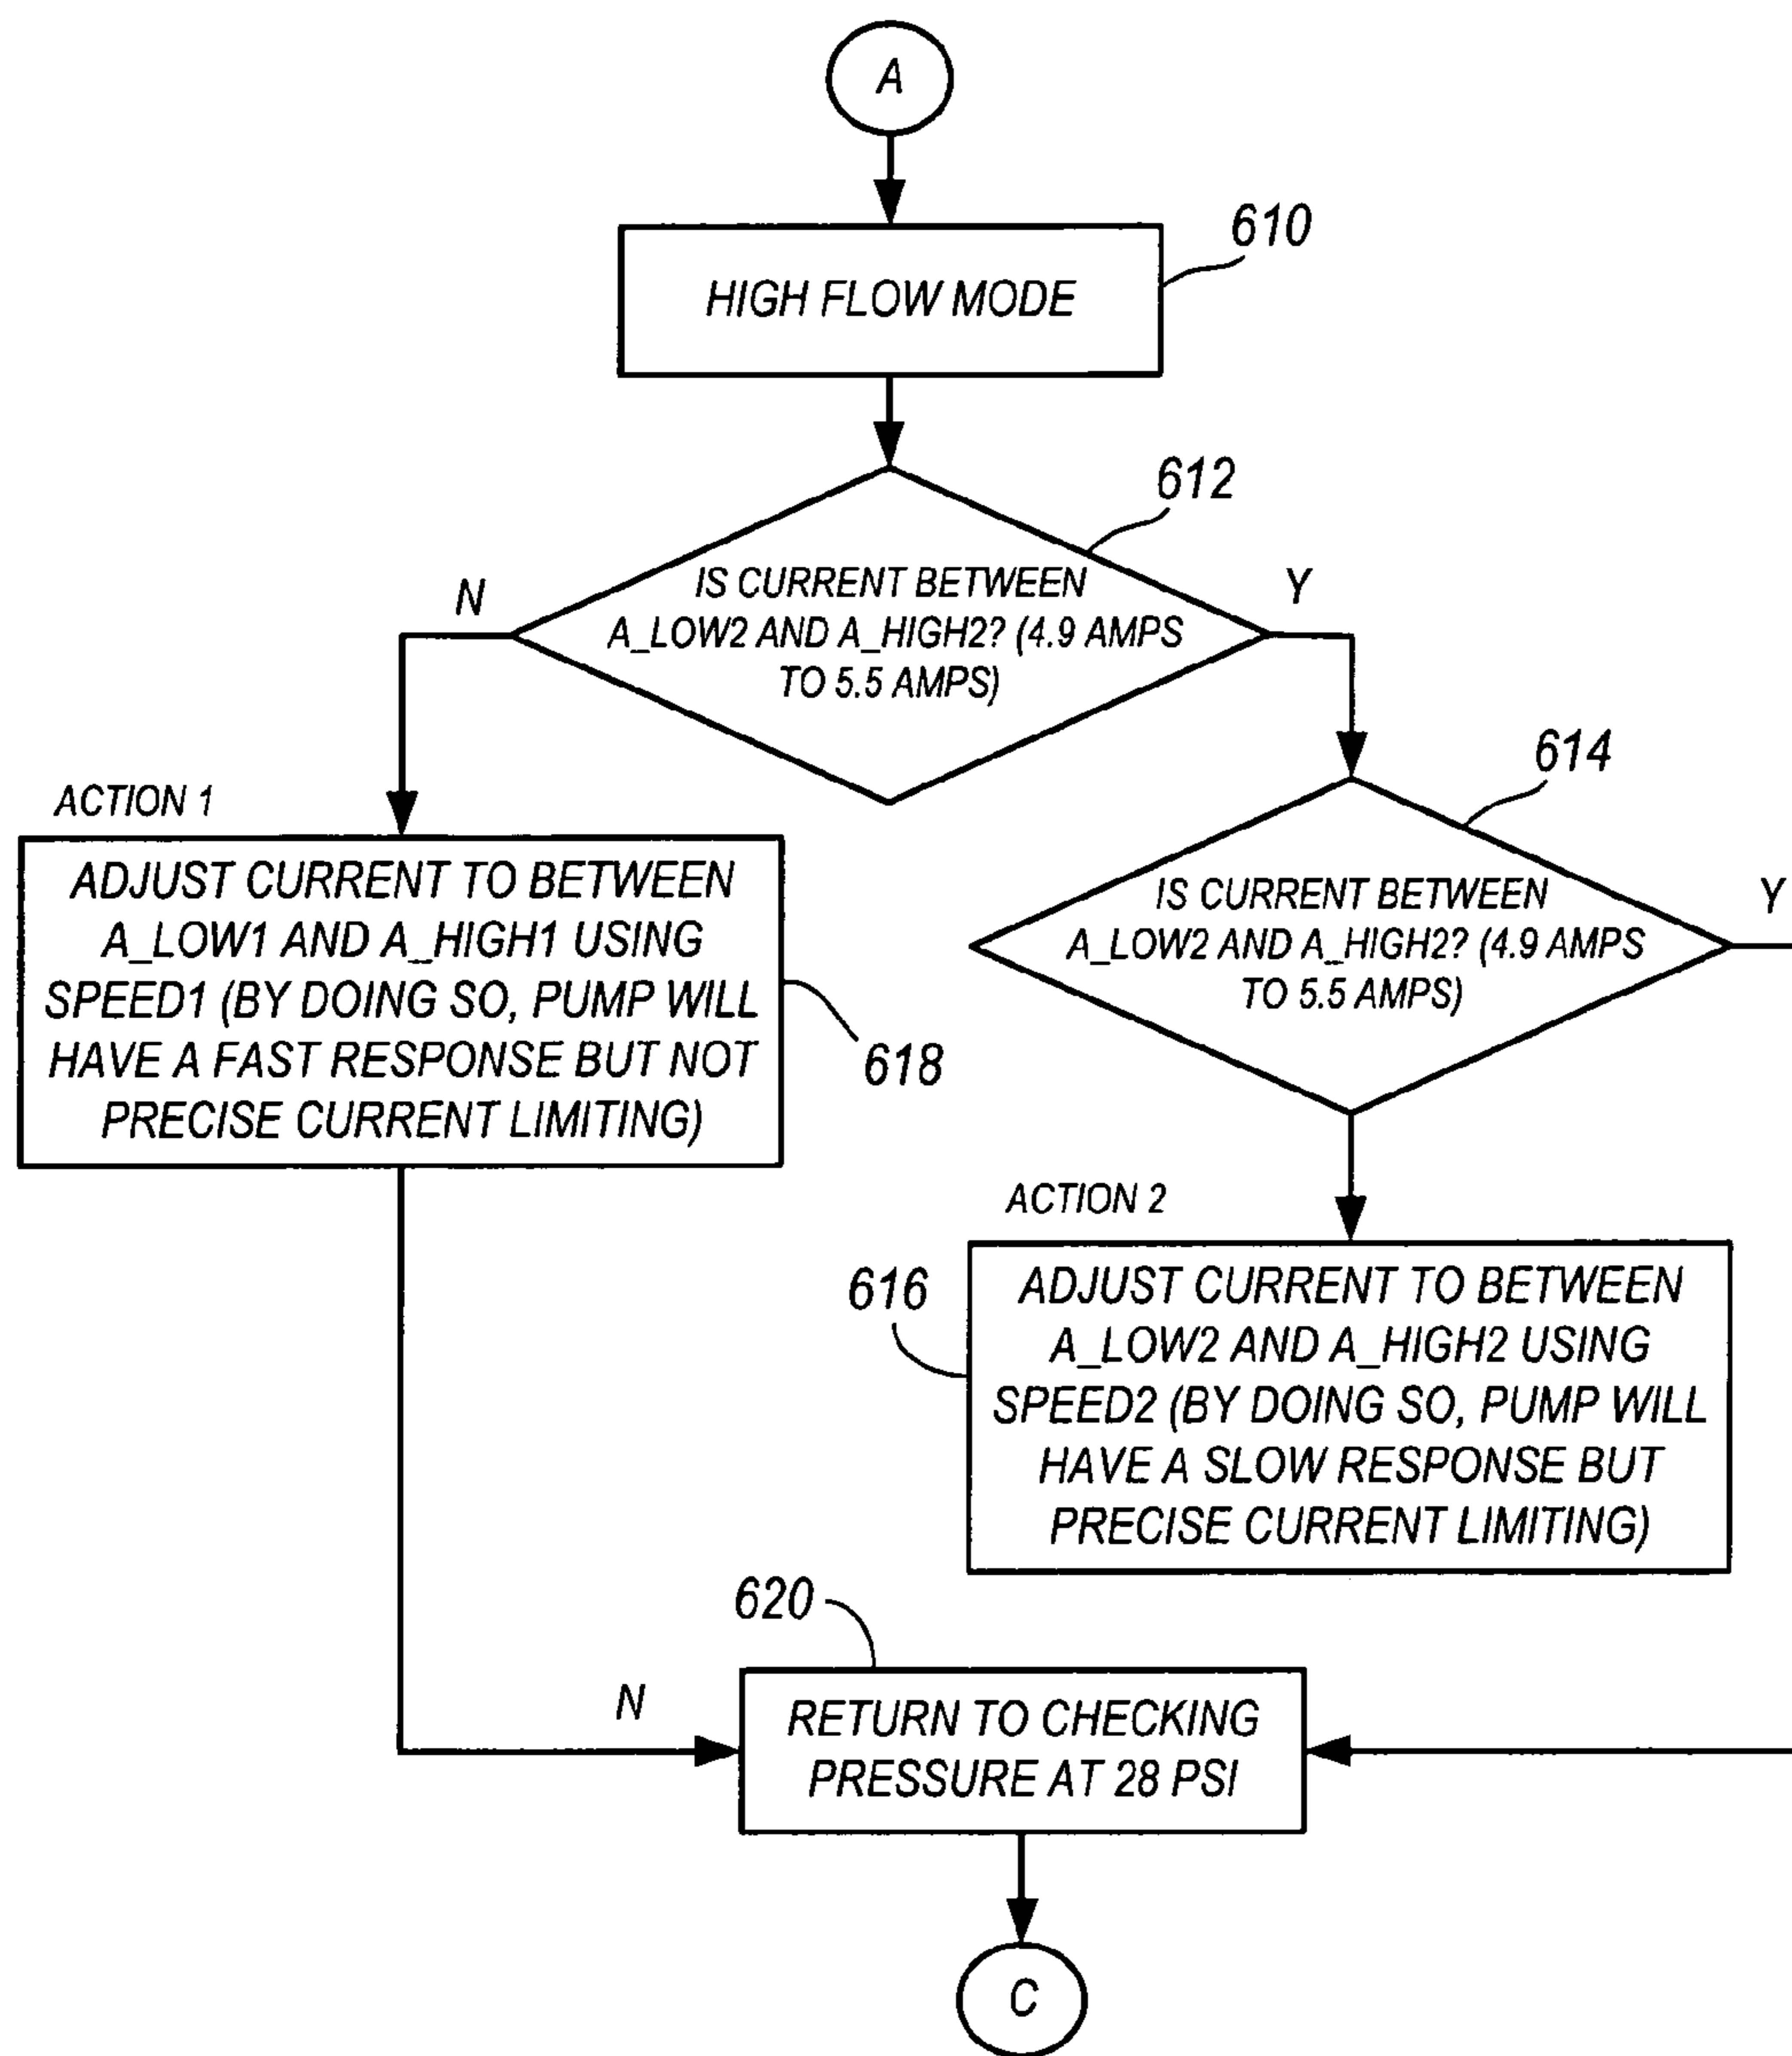 A
610
HIGH FLOW MODE
612
IS CURRENT BETWEEN
A_LOW2 AND A_HIGH2? (4.9 AMPS
TO 5.5 AMPS)
N
Y
614
ACTION 1
ADJUST CURRENT TO BETWEEN
A_LOW1 AND A_HIGH1 USING
SPEED1 (BY DOING SO, PUMP WILL
HAVE A FAST RESPONSE BUT NOT
PRECISE CURRENT LIMITING)
618
IS CURRENT BETWEEN
A_LOW2 AND A_HIGH2? (4.9 AMPS
TO 5.5 AMPS)
Y
ACTION 2
616
ADJUST CURRENT TO BETWEEN
A_LOW2 AND A_HIGH2 USING
SPEED2 (BY DOING SO, PUMP WILL
HAVE A SLOW RESPONSE BUT
PRECISE CURRENT LIMITING)
620
N
RETURN TO CHECKING
PRESSURE AT 28 PSI
C